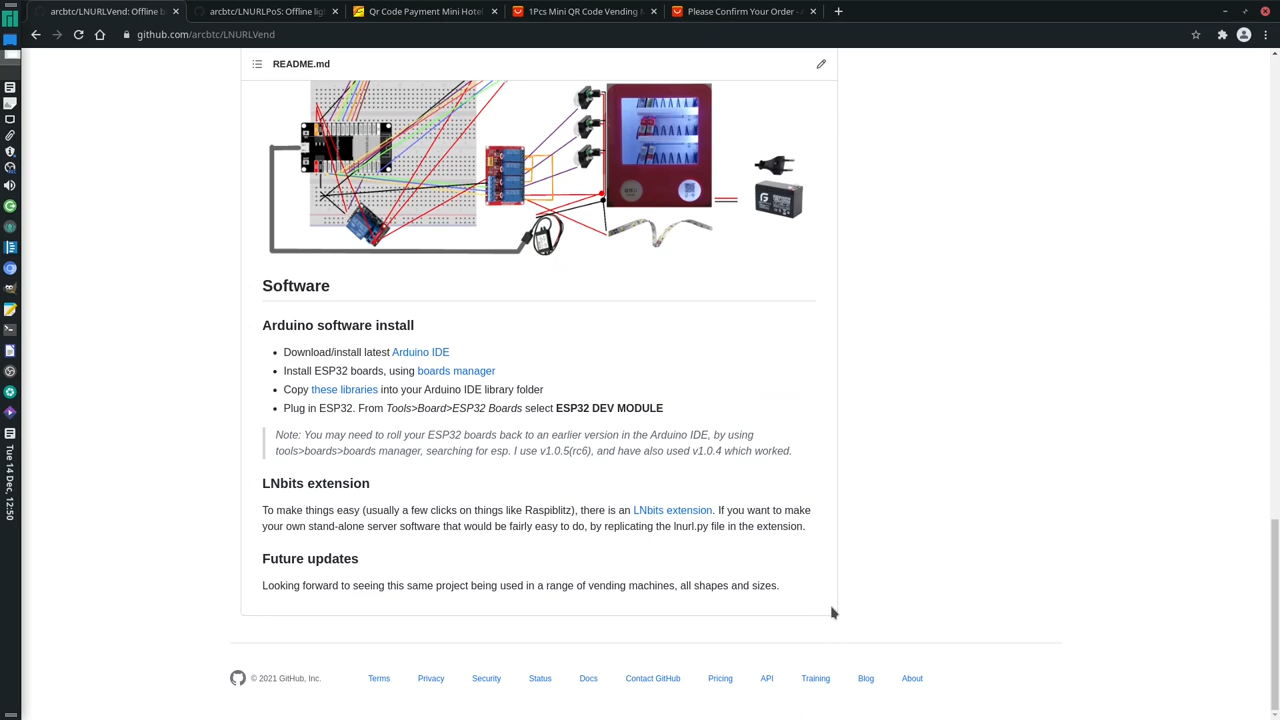 arcbtc/LNURLVend: Offline b
arcbtc/LNURLPoS: Offline ligh
Payment Mini Hotel
1Pcs Mini QR Code Vending M
Please Confirm Your Order - A
github.com/arcbtc/LNURLVend
README.md
Software
Arduino software install
Download/install latest Arduino IDE
Install ESP32 boards, using boards manager
Copy these libraries into your Arduino IDE library folder
Plug in ESP32. From Tools>Board>ESP32 Boards select ESP32 DEV MODULE
Note: You may need to roll your ESP32 boards back to an earlier version in the Arduino IDE, by using
tools>boards>boards manager, searching for esp. I use v1.0.5(rc6), and have also used v1.0.4 which worked.
LNbits extension
To make things easy (usually a few clicks on things like Raspiblitz), there is an LNbits extension. If you want to make
your own stand-alone server software that would be fairly easy to do, by replicating the lnurl.py file in the extension.
Future updates
Looking forward to seeing this same project being used in a range of vending machines, all shapes and sizes.
© 2021 GitHub, Inc.
Terms
Privacy
Security
Status
Docs
Contact GitHub
Pricing
API
Training
Blog
About
Tue 14 Dec, 12:50